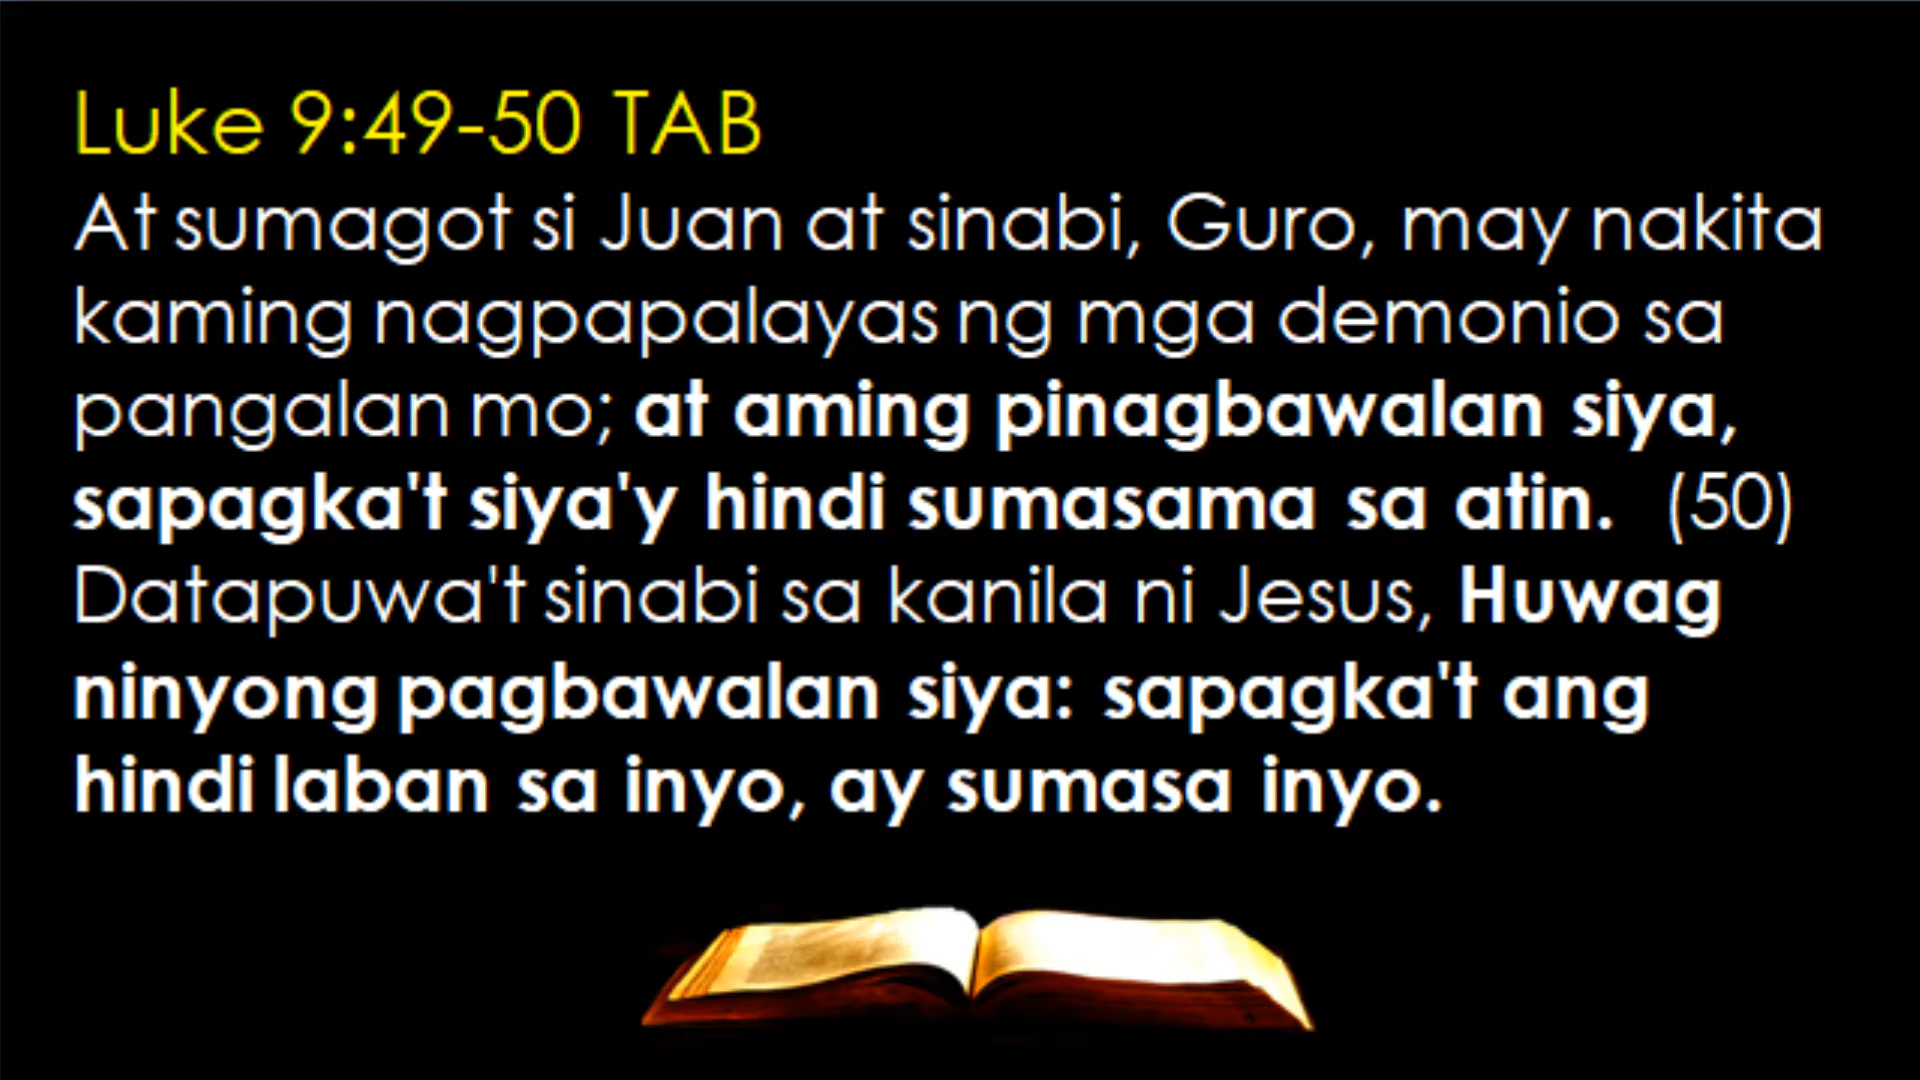 Luke 9:49-50 TAB
At sumagot si Juan at sinabi, Guro, may nakita
kaming nagpapalayas ng mga demonio sa
pangalan mo; at aming pinagbawalan siya,
sapagka't siya'y hindi sumasama sa atin. (50)
Datapuwa't sinabi sa kanila ni Jesus, Huwag
ninyong pagbawalan siya: sapagka't ang
hindi laban sa inyo, ay sumasa inyo.